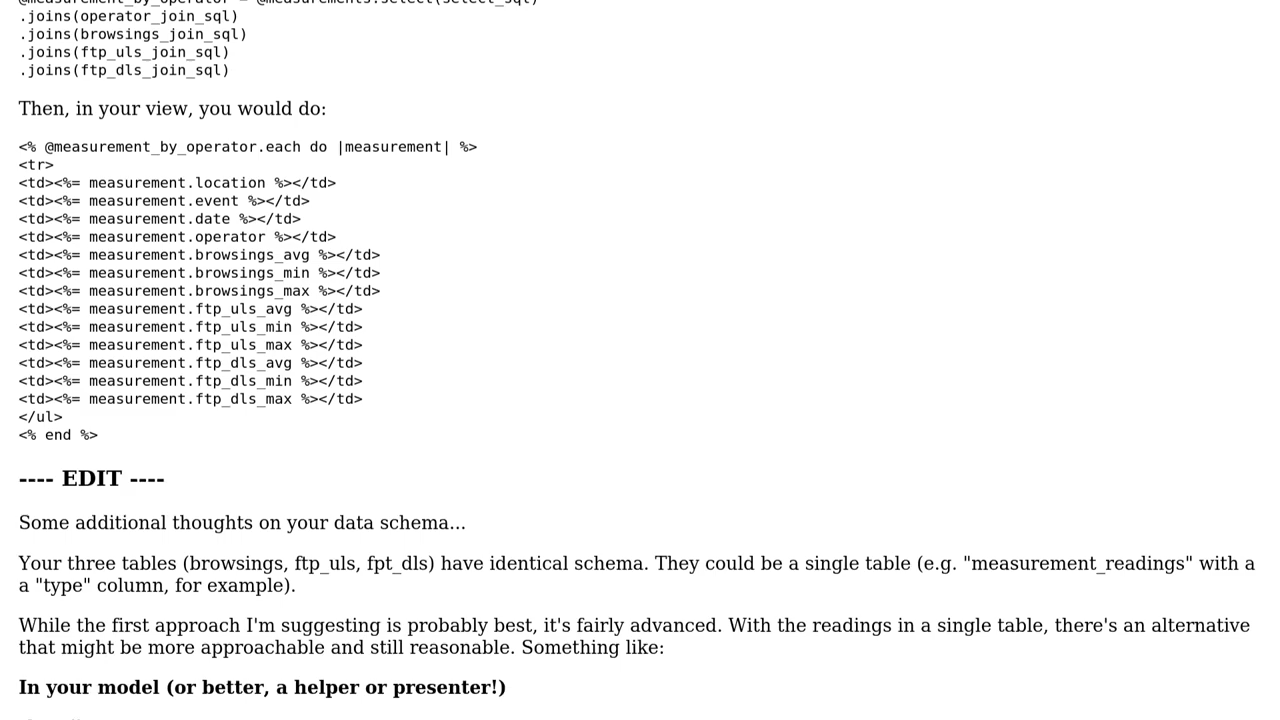 @measurement_by_operator = @measurements.select(select_sql)
.joins(operator_join_sql)
.joins(browsings_join_sql)
.joins(ftp_uls_join_sql)
.joins(ftp_dls_join_sql)
Then, in your view, you would do:
<% @measurement_by_operator.each do |measurement| %>
<tr>
<td><%= measurement.location %></td>
<td><%= measurement.event %></td>
<td><%= measurement.date %></td>
<td><%= measurement.operator %></td>
<td><%= measurement.browsings_avg %></td>
<td><%= measurement.browsings_min %></td>
<td><%= measurement.browsings_max %></td>
<td><%= measurement.ftp_uls_avg %></td>
<td><%= measurement.ftp_uls_min %></td>
<td><%= measurement.ftp_uls_max %></td>
<td><%= measurement.ftp_dls_avg %></td>
<td><%= measurement.ftp_dls_min %></td>
<td><%= measurement.ftp_dls_max %></td>
</ul>
<% end %>
---- EDIT ----
Some additional thoughts on your data schema...
Your three tables (browsings, ftp_uls, fpt_dls) have identical schema. They could be a single table (e.g. "measurement_readings" with a
a "type" column, for example).
While the first approach I'm suggesting is probably best, it's fairly advanced. With the readings in a single table, there's an alternative
that might be more approachable and still reasonable. Something like:
In your model (or better, a helper or presenter!)